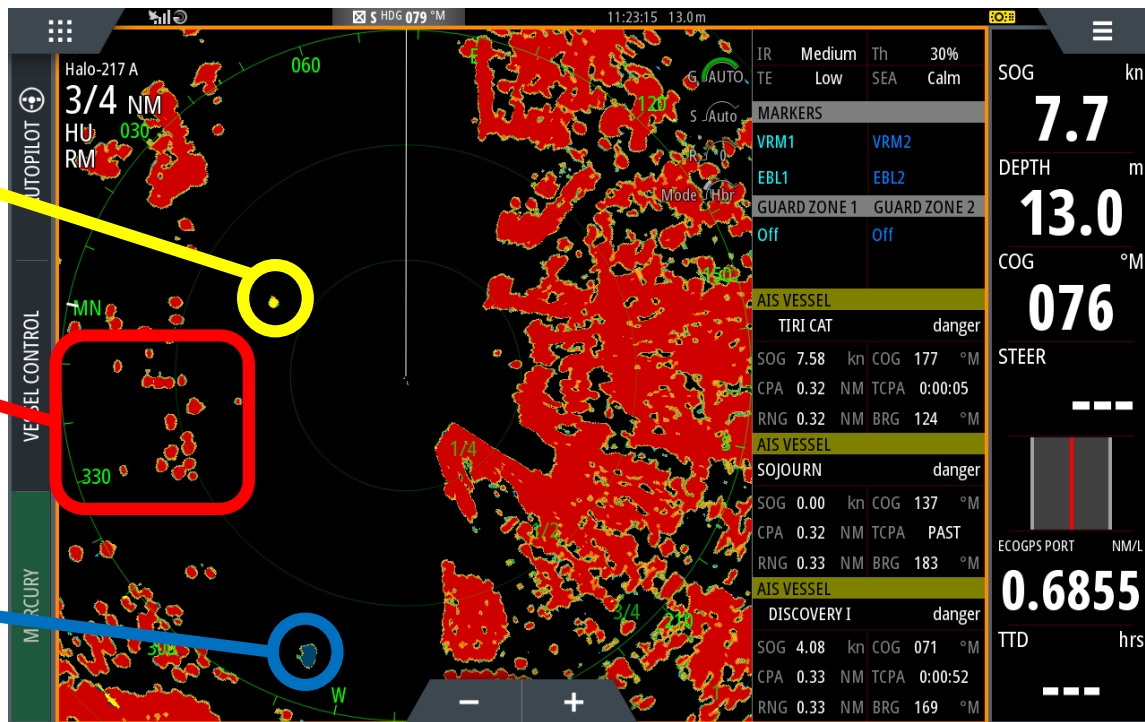 S HDG 079 °M
11:23:15 13.0m
Halo-217 A
3/4 NM
HU
RM
060
E
120
030
150
MN
330
300
W
S
210
1/4
1/2
3/4
G AUTO
S Auto
R 0
Mode Hbr
AUTOPILOT
VESSEL CONTROL
MERCURY
− +
IR Medium Th 30%
TE Low SEA Calm
MARKERS
VRM1 VRM2
EBL1 EBL2
GUARD ZONE 1 GUARD ZONE 2
Off Off
AIS VESSEL
TIRI CAT danger
SOG 7.58 kn COG 177 °M
CPA 0.32 NM TCPA 0:00:05
RNG 0.32 NM BRG 124 °M
AIS VESSEL
SOJOURN danger
SOG 0.00 kn COG 137 °M
CPA 0.32 NM TCPA PAST
RNG 0.33 NM BRG 183 °M
AIS VESSEL
DISCOVERY I danger
SOG 4.08 kn COG 071 °M
CPA 0.33 NM TCPA 0:00:52
RNG 0.33 NM BRG 169 °M
SOG kn
7.7
DEPTH m
13.0
COG °M
076
STEER
---
ECOGPS PORT NM/L
0.6855
TTD hrs
---